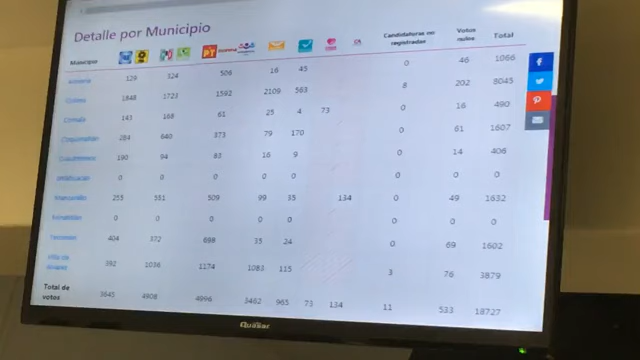 Detalle por Municipio
Municipio PT Candidaturas no registradas Votos nulos Total
Armería 129 324 506 16 45 0 46 1066
Colima 1848 1723 1592 2109 563 8 202 8045
Comala 143 168 61 25 4 73 0 16 490
Coquimatlán 284 640 373 79 170 0 61 1607
Cuauhtémoc 190 94 83 16 9 0 14 406
0 0 0 0 0 0 0 0
Manzanillo 255 551 509 99 35 134 0 49 1632
0 0 0 0 0 0 0 0
Tecomán 404 372 698 35 24 0 69 1602
Villa de Álvarez 392 1036 1174 1083 115 3 76 3879
Total de votos 3645 4908 4996 3462 965 73 134 11 533 18727
Quasar